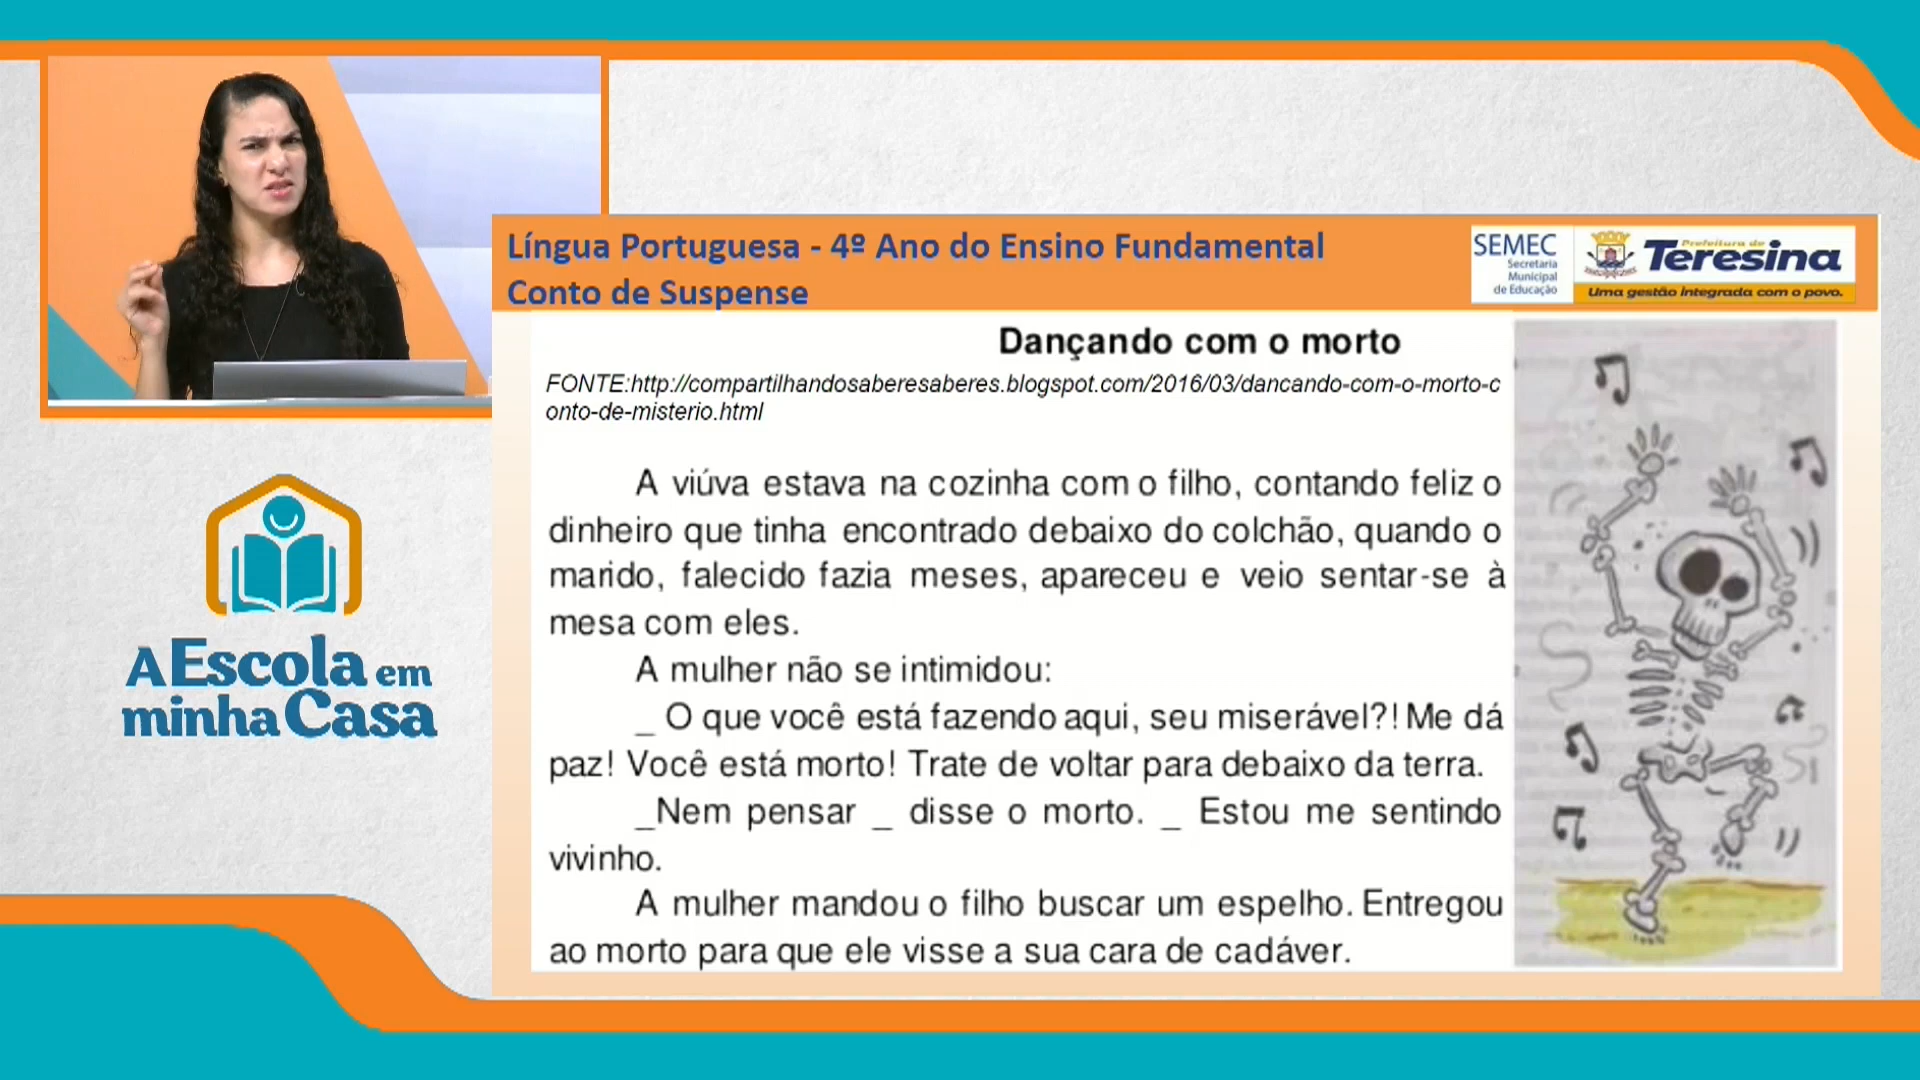 Língua Portuguesa - 4º Ano do Ensino Fundamental
Conto de Suspense
SEMEC
Secretaria
Municipal
de Educação
Prefeitura de
Teresina
Uma gestão integrada com o povo.
Dançando com o morto
FONTE:http://compartilhandosaberesaberes.blogspot.com/2016/03/dancando-com-o-morto-c
onto-de-misterio.html
A viúva estava na cozinha com o filho, contando feliz o
dinheiro que tinha encontrado debaixo do colchão, quando o
marido, falecido fazia meses, apareceu e veio sentar-se à
mesa com eles.
A mulher não se intimidou:
_ O que você está fazendo aqui, seu miserável?! Me dá
paz! Você está morto! Trate de voltar para debaixo da terra.
_Nem pensar _ disse o morto. _ Estou me sentindo
vivinho.
A mulher mandou o filho buscar um espelho. Entregou
ao morto para que ele visse a sua cara de cadáver.
A Escola em
minha Casa